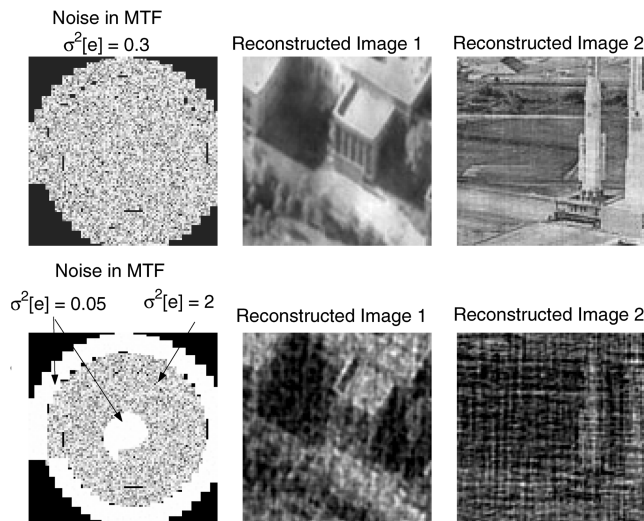 Noise in MTF
σ²[e] = 0.3
Reconstructed Image 1
Reconstructed Image 2
Noise in MTF
σ²[e] = 0.05
σ²[e] = 2
Reconstructed Image 1
Reconstructed Image 2